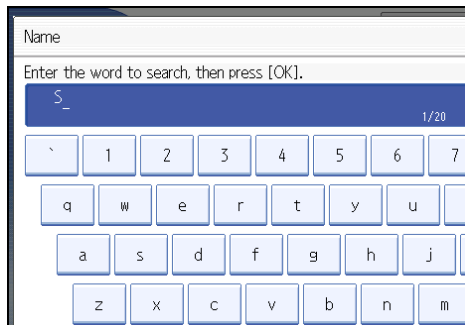 Name
Enter the word to search, then press [OK].
S_
1/20
` 1 2 3 4 5 6 7
q w e r t y u
a s d f g h j
z x c v b n m